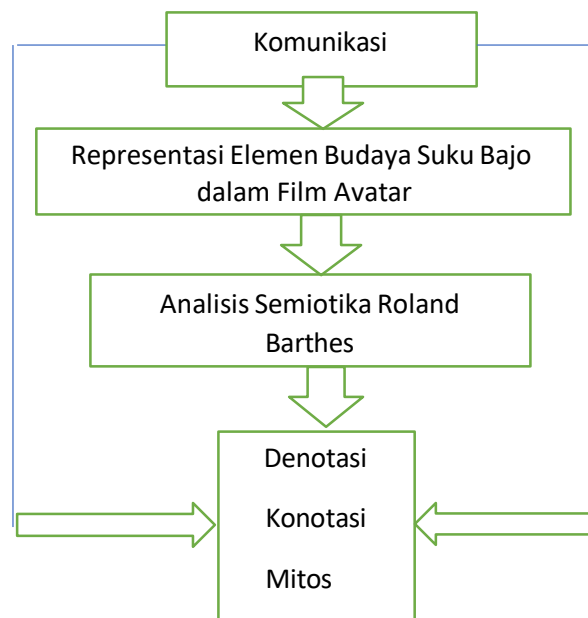 Komunikasi
Representasi Elemen Budaya Suku Bajo
dalam Film Avatar
Analisis Semiotika Roland
Barthes
Denotasi
Konotasi
Mitos